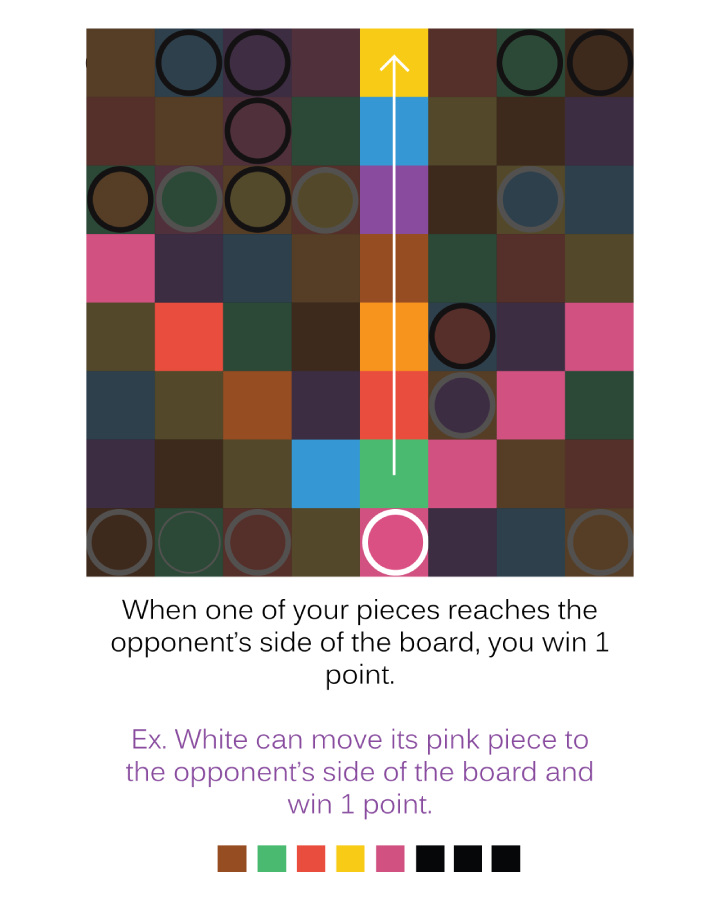 When one of your pieces reaches the
opponent’s side of the board, you win 1
point.
Ex. White can move its pink piece to
the opponent’s side of the board and
win 1 point.